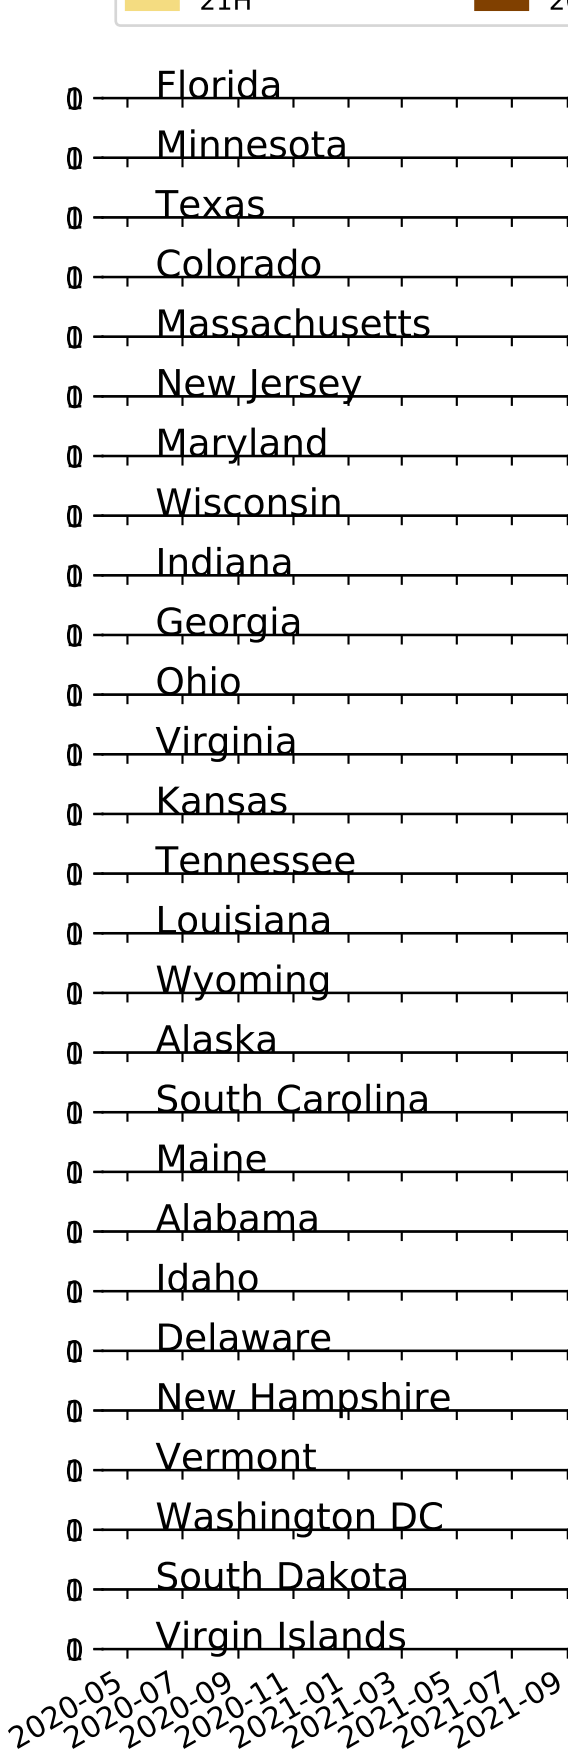 21H 20
Florida
Minnesota
Texas
Colorado
Massachusetts
New Jersey
Maryland
Wisconsin
Indiana
Georgia
Ohio
Virginia
Kansas
Tennessee
Louisiana
Wyoming
Alaska
South Carolina
Maine
Alabama
Idaho
Delaware
New Hampshire
Vermont
Washington DC
South Dakota
Virgin Islands
2020-05 2020-07 2020-09 2020-11 2021-01 2021-03 2021-05 2021-07 2021-09